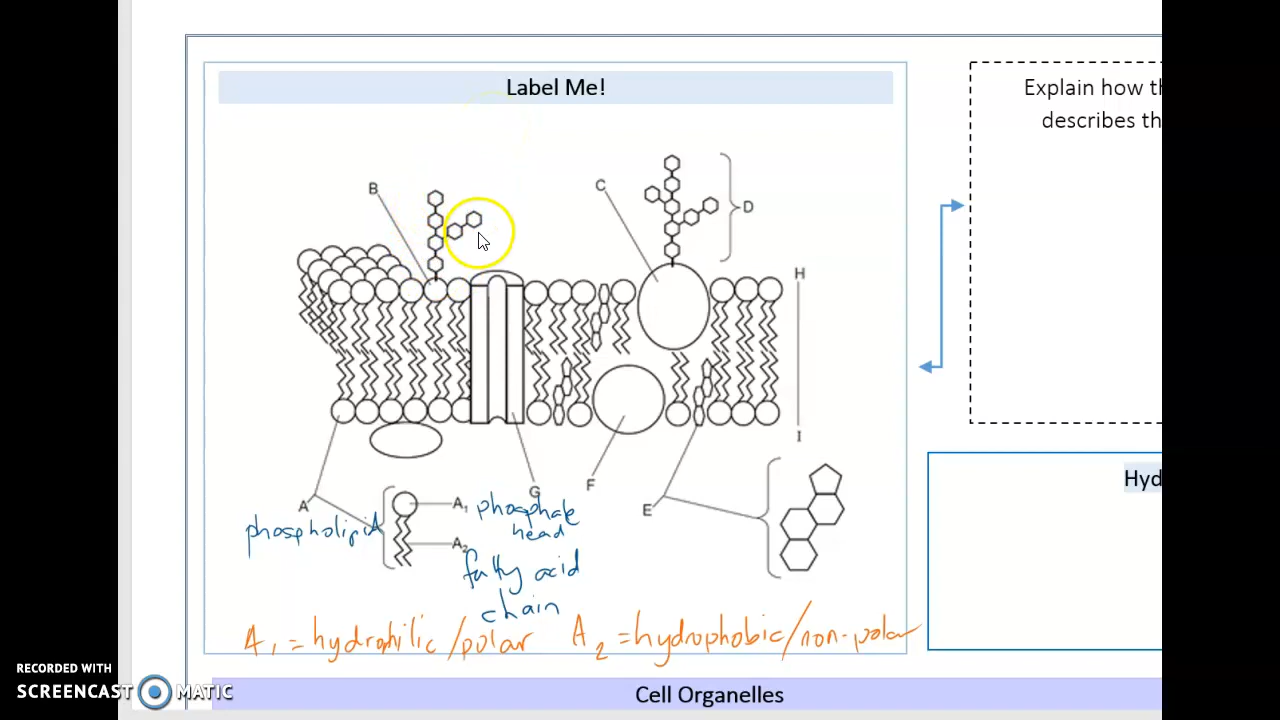 Label Me!
Explain how th
describes th
B
C
D
H
I
A
phospholipid
A1
phosphate
head
A2
fatty acid
chain
G
F
E
A1 = hydrophilic/polar
A2 = hydrophobic/non-polar
Hyd
Cell Organelles
RECORDED WITH
SCREENCAST MATIC